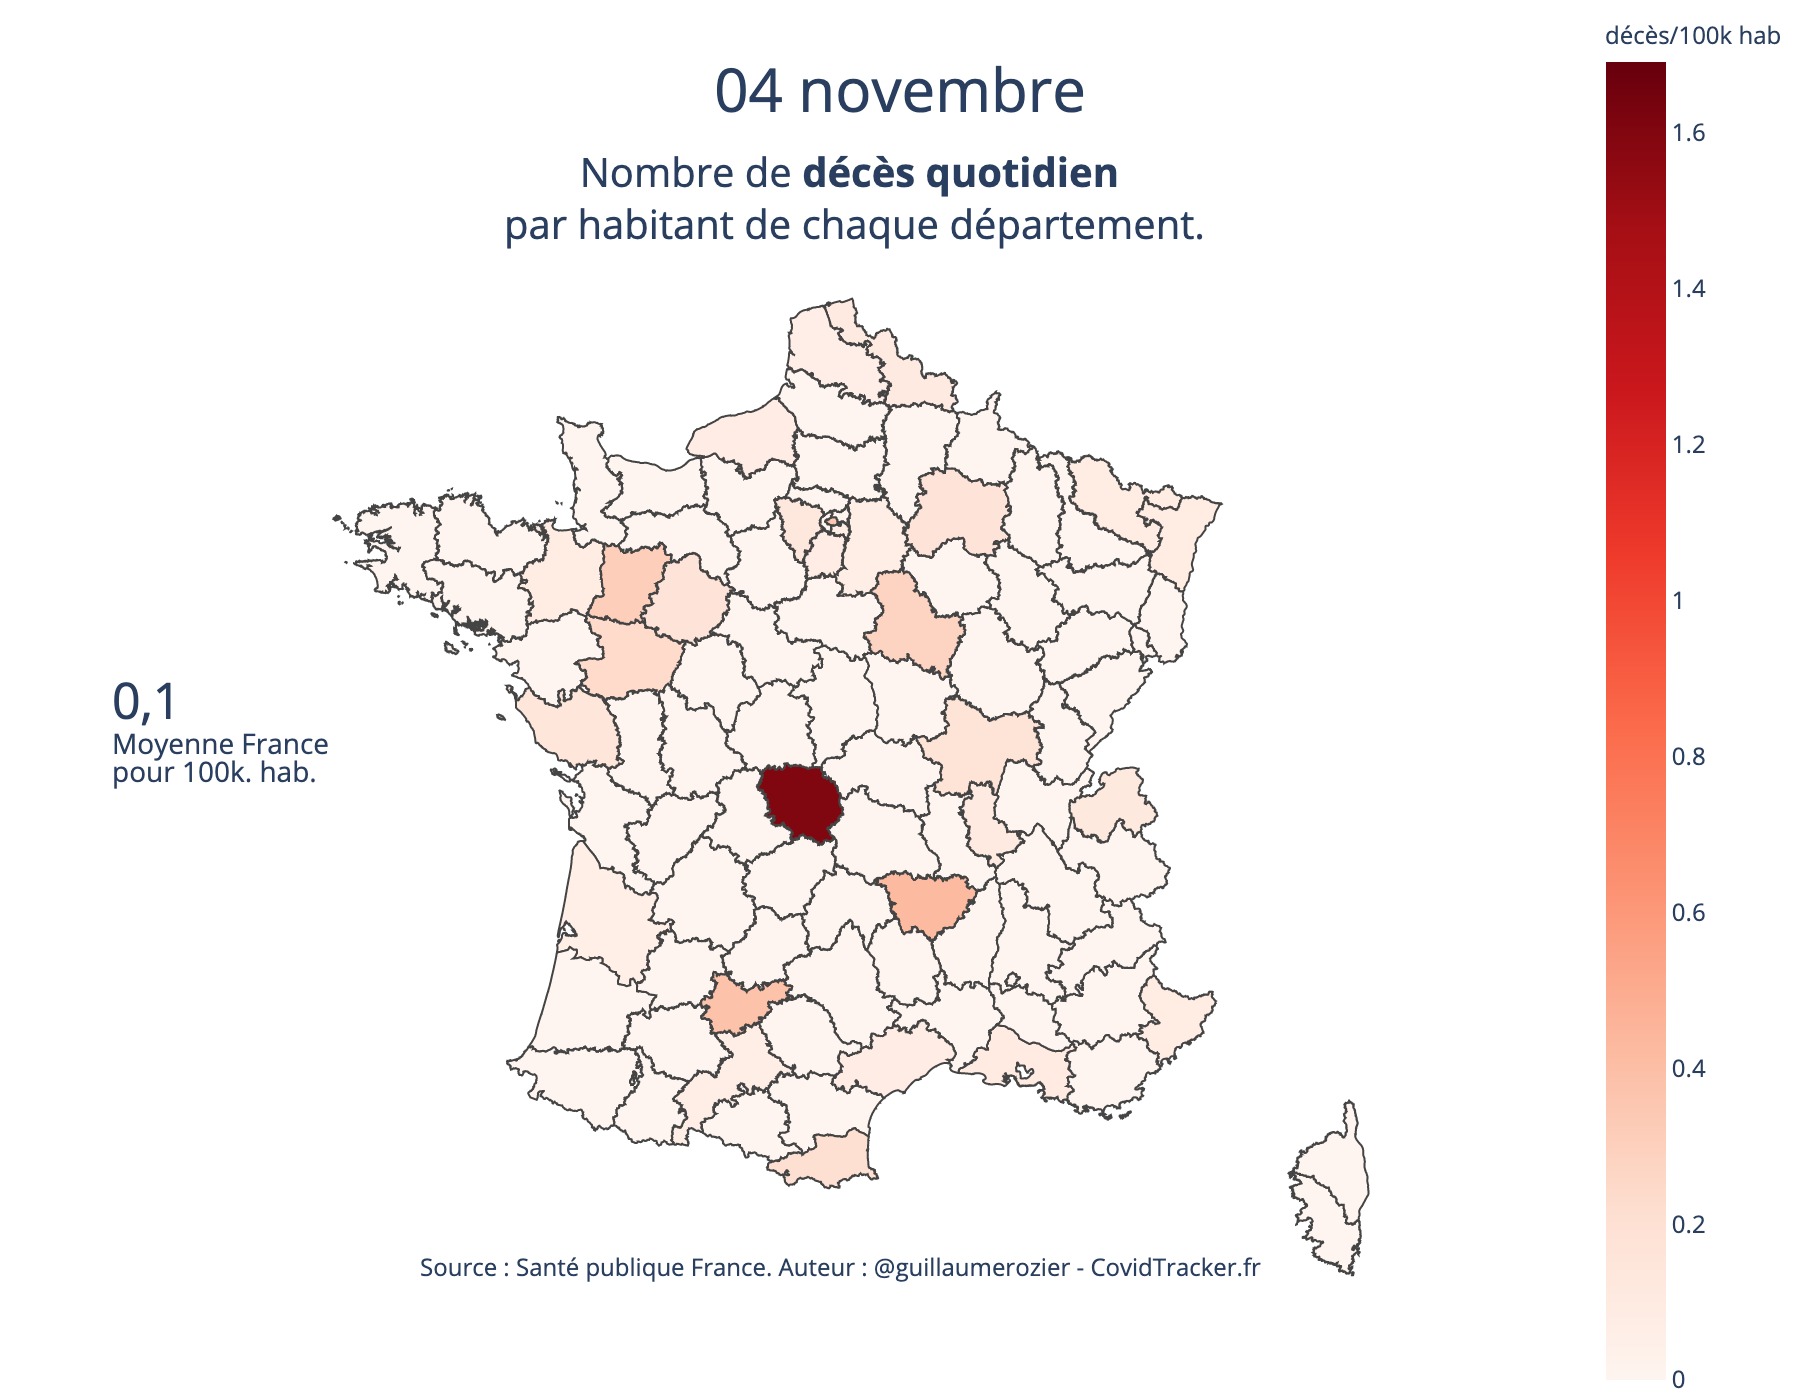 décès/100k hab
04 novembre
Nombre de décès quotidien
par habitant de chaque département.
1.6
1.4
1.2
1
0.8
0.6
0.4
0.2
0
0,1
Moyenne France
pour 100k. hab.
Source : Santé publique France. Auteur : @guillaumerozier - CovidTracker.fr